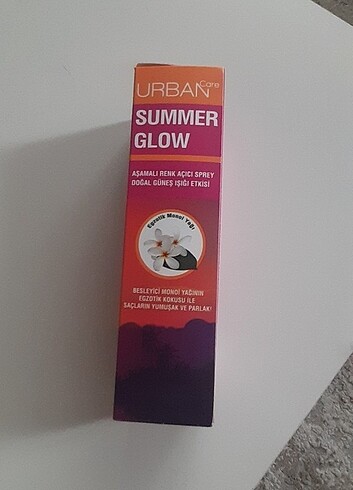 URBAN Care
SUMMER
GLOW
AŞAMALI RENK AÇICI SPREY
DOĞAL GÜNEŞ IŞIĞI ETKİSİ
Egzotik Monoi Yağı
BESLEYİCİ MONOİ YAĞININ
EGZOTİK KOKUSU İLE
SAÇLARIN YUMUŞAK VE PARLAK!